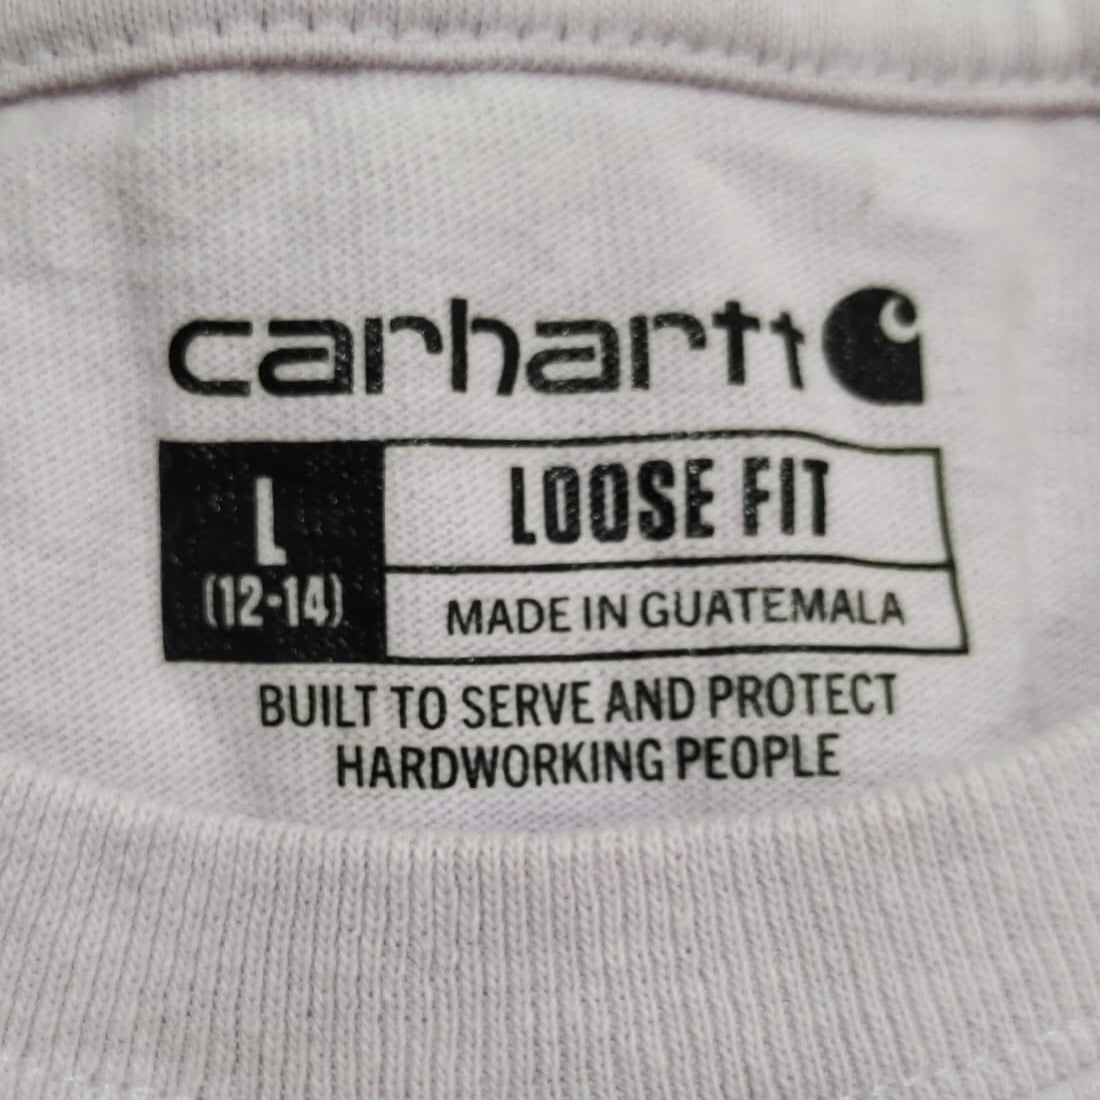 carhartt
L
(12-14)
LOOSE FIT
MADE IN GUATEMALA
BUILT TO SERVE AND PROTECT
HARDWORKING PEOPLE